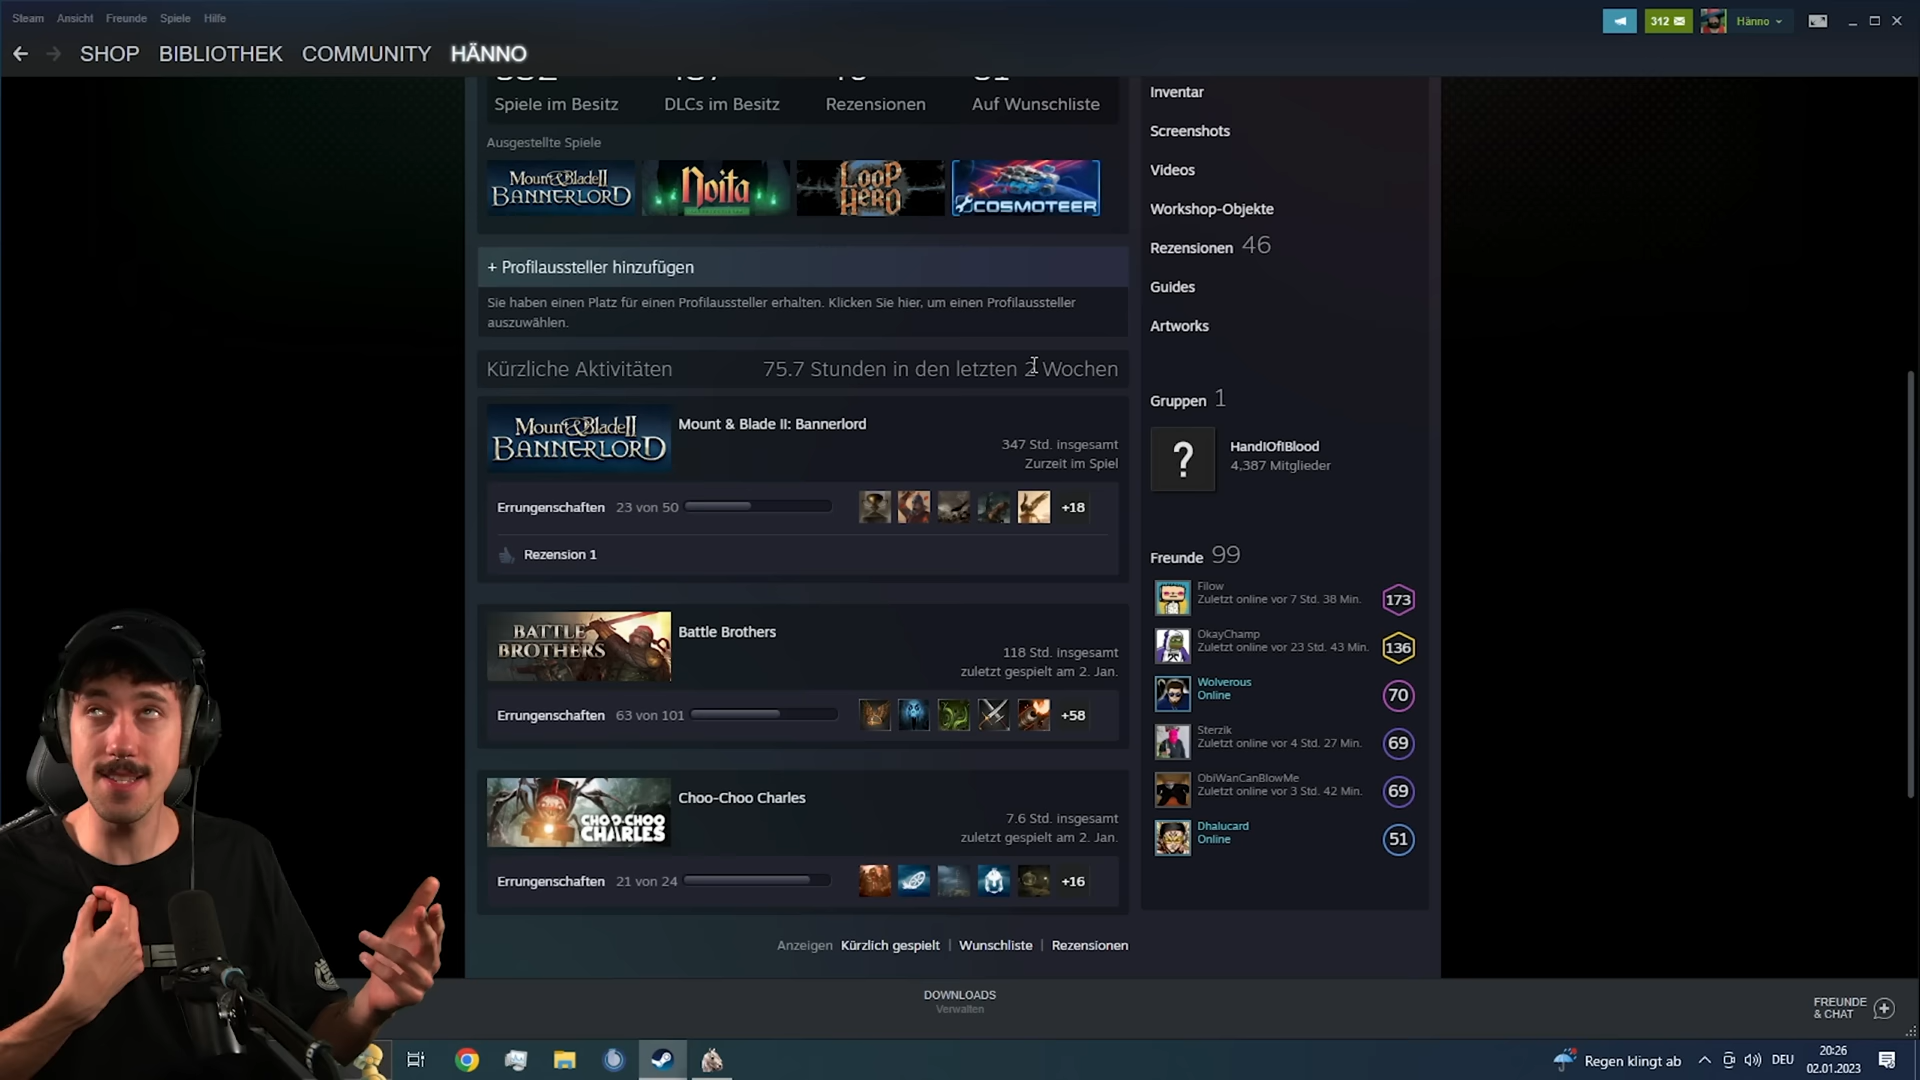 Steam Ansicht Freunde Spiele Hilfe
312
Hänno
SHOP BIBLIOTHEK COMMUNITY HÄNNO
Spiele im Besitz
DLCs im Besitz
Rezensionen
Auf Wunschliste
Ausgestellte Spiele
Mount & Blade II
BANNERLORD
Noita
LOOP
HERO
COSMOTEER
+ Profilaussteller hinzufügen
Sie haben einen Platz für einen Profilaussteller erhalten. Klicken Sie hier, um einen Profilaussteller
auszuwählen.
Kürzliche Aktivitäten 75.7 Stunden in den letzten 2 Wochen
Mount & Blade II
BANNERLORD
Mount & Blade II: Bannerlord
347 Std. insgesamt
Zurzeit im Spiel
Errungenschaften 23 von 50 +18
Rezension 1
BATTLE
BROTHERS
Battle Brothers
118 Std. insgesamt
zuletzt gespielt am 2. Jan.
Errungenschaften 63 von 101 +58
CHOO-CHOO
CHARLES
Choo-Choo Charles
7.6 Std. insgesamt
zuletzt gespielt am 2. Jan.
Errungenschaften 21 von 24 +16
Anzeigen Kürzlich gespielt | Wunschliste | Rezensionen
Inventar
Screenshots
Videos
Workshop-Objekte
Rezensionen 46
Guides
Artworks
Gruppen 1
?
HandIOfIBlood
4,387 Mitglieder
Freunde 99
Filow
Zuletzt online vor 7 Std. 38 Min.
173
OkayChamp
Zuletzt online vor 23 Std. 43 Min.
136
Wolverous
Online
70
Sterzik
Zuletzt online vor 4 Std. 27 Min.
69
ObiWanCanBlowMe
Zuletzt online vor 3 Std. 42 Min.
69
Dhalucard
Online
51
DOWNLOADS
Verwalten
FREUNDE
& CHAT
Regen klingt ab
DEU
20:26
02.01.2023